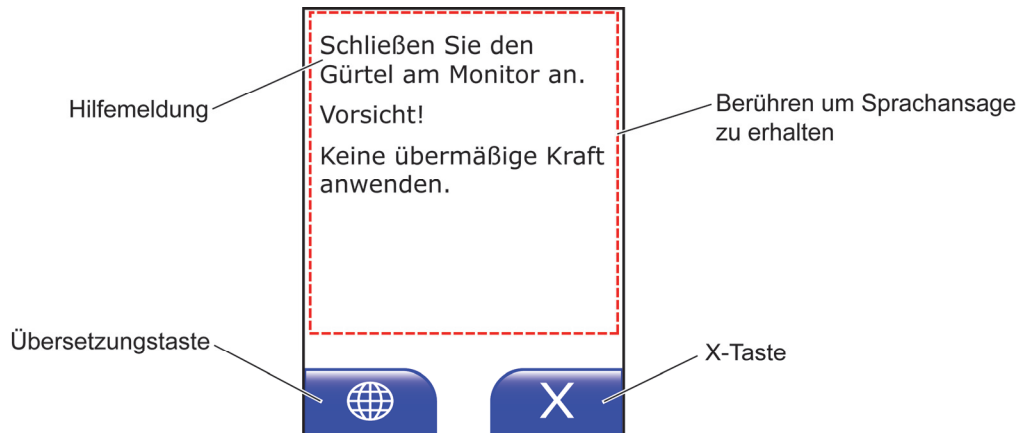 Schließen Sie den
Gürtel am Monitor an.
Vorsicht!
Keine übermäßige Kraft
anwenden.
Hilfemeldung
Berühren um Sprachansage
zu erhalten
Übersetzungstaste
X-Taste
X